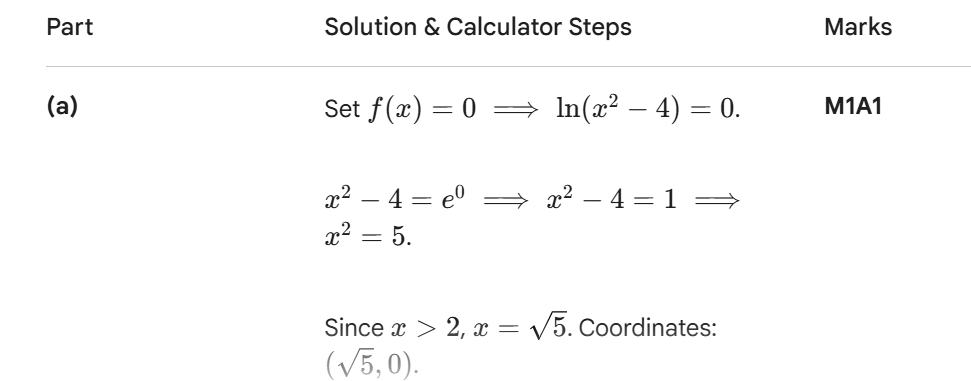 Part Solution & Calculator Steps Marks
(a) Set f(x) = 0 ⟹ ln(x² − 4) = 0. M1A1
x² − 4 = e⁰ ⟹ x² − 4 = 1 ⟹
x² = 5.
Since x > 2, x = √5. Coordinates:
(√5, 0).